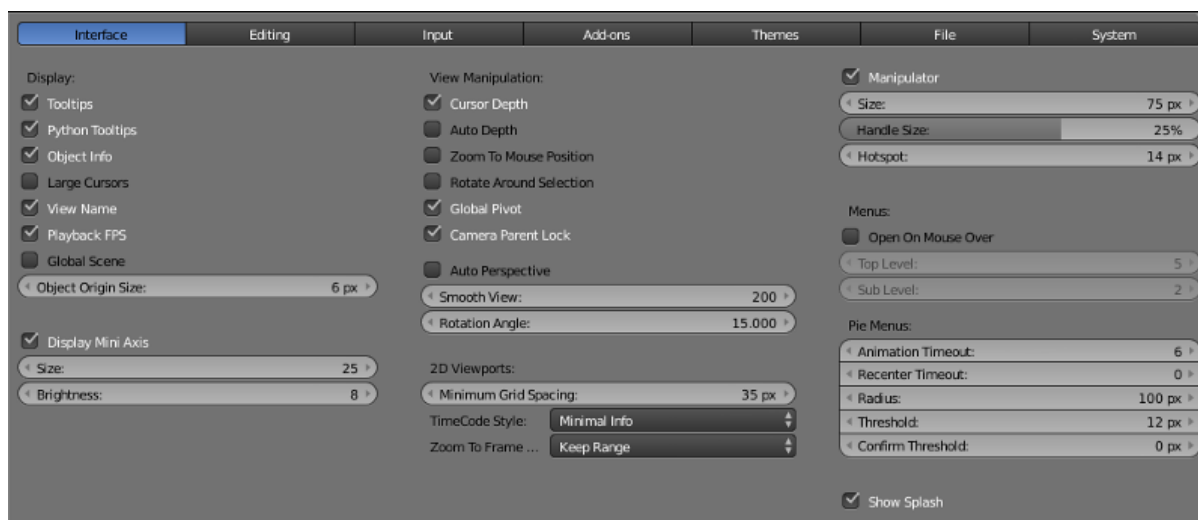 Interface Editing Input Add-ons Themes File System
Display:
Tooltips
Python Tooltips
Object Info
Large Cursors
View Name
Playback FPS
Global Scene
Object Origin Size: 6 px
Display Mini Axis
Size: 25
Brightness: 8
View Manipulation:
Cursor Depth
Auto Depth
Zoom To Mouse Position
Rotate Around Selection
Global Pivot
Camera Parent Lock
Auto Perspective
Smooth View: 200
Rotation Angle: 15.000
2D Viewports:
Minimum Grid Spacing: 35 px
TimeCode Style: Minimal Info
Zoom To Frame ... Keep Range
Manipulator
Size: 75 px
Handle Size: 25%
Hotspot: 14 px
Menus:
Open On Mouse Over
Top Level: 5
Sub Level: 2
Pie Menus:
Animation Timeout: 6
Recenter Timeout: 0
Radius: 100 px
Threshold: 12 px
Confirm Threshold: 0 px
Show Splash